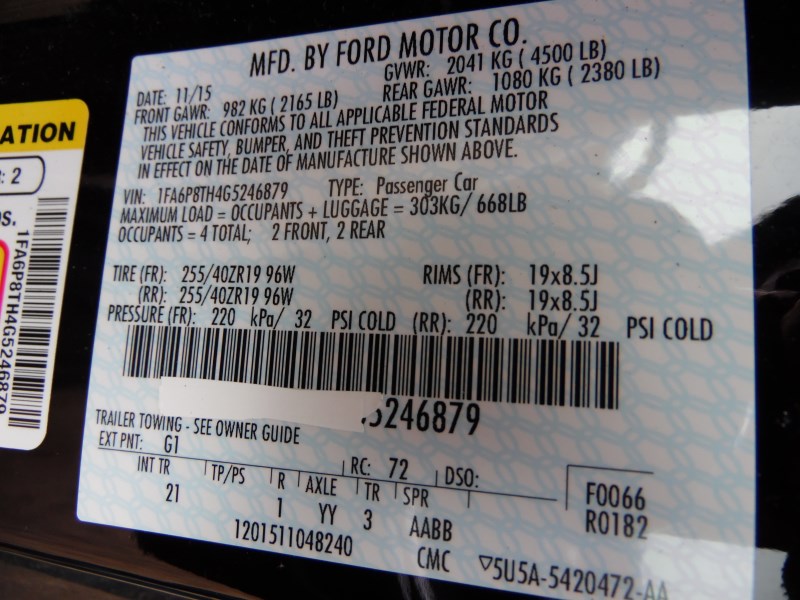 MFD. BY FORD MOTOR CO.
DATE: 11/15 GVWR: 2041 KG ( 4500 LB)
FRONT GAWR: 982 KG ( 2165 LB) REAR GAWR: 1080 KG ( 2380 LB)
THIS VEHICLE CONFORMS TO ALL APPLICABLE FEDERAL MOTOR
VEHICLE SAFETY, BUMPER, AND THEFT PREVENTION STANDARDS
IN EFFECT ON THE DATE OF MANUFACTURE SHOWN ABOVE.
VIN: 1FA6P8TH4G5246879 TYPE: Passenger Car
MAXIMUM LOAD = OCCUPANTS + LUGGAGE = 303KG/ 668LB
OCCUPANTS = 4 TOTAL; 2 FRONT, 2 REAR
TIRE (FR): 255/40ZR19 96W RIMS (FR): 19x8.5J
(RR): 255/40ZR19 96W (RR): 19x8.5J
PRESSURE (FR): 220 kPa/ 32 PSI COLD (RR): 220 kPa/ 32 PSI COLD
5246879
TRAILER TOWING - SEE OWNER GUIDE
EXT PNT: G1 RC: 72 DSO:
INT TR TP/PS R AXLE TR SPR F0066
21 1 YY 3 AABB R0182
1201511048240 CMC ▽5U5A-5420472-AA
ATION
: 2
1FA6P8TH4G5246879